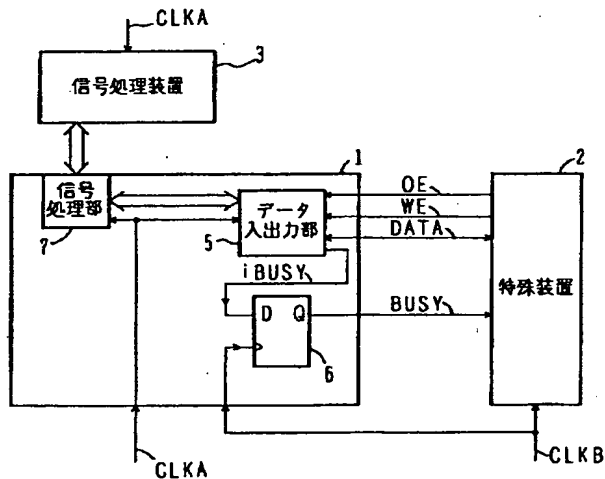 CLKA
3
信号処理装置
1
2
信号
処理部
7
データ
入出力部
5
OE
WE
DATA
iBUSY
D Q
BUSY
6
特殊装置
CLKA
CLKB